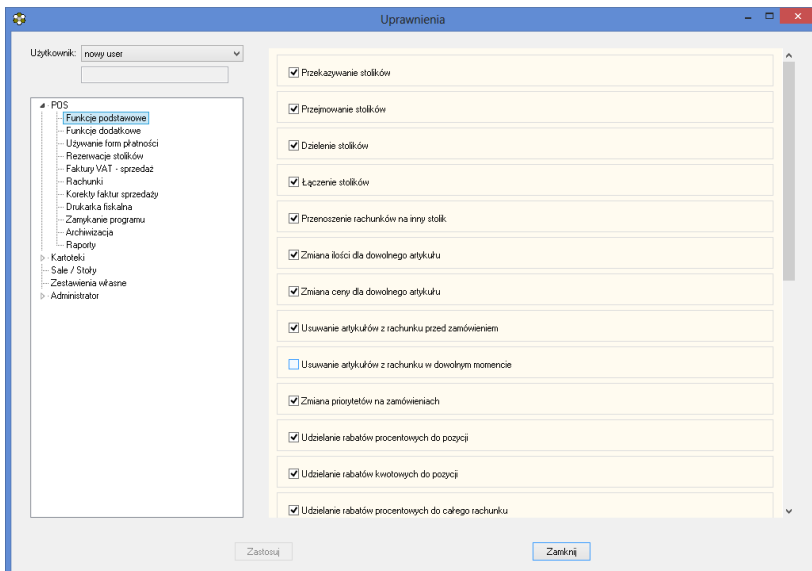 Uprawnienia
Użytkownik:
nowy user
POS
Funkcje podstawowe
Funkcje dodatkowe
Używanie form płatności
Rezerwacje stolików
Faktury VAT - sprzedaż
Rachunki
Korekty faktur sprzedaży
Drukarka fiskalna
Zamykanie programu
Archiwizacja
Raporty
Kartoteki
Sale / Stoły
Zestawienia własne
Administrator
Przekazywanie stolików
Przejmowanie stolików
Dzielenie stolików
Łączenie stolików
Przenoszenie rachunków na inny stolik
Zmiana ilości dla dowolnego artykułu
Zmiana ceny dla dowolnego artykułu
Usuwanie artykułów z rachunku przed zamówieniem
Usuwanie artykułów z rachunku w dowolnym momencie
Zmiana priorytetów na zamówieniach
Udzielanie rabatów procentowych do pozycji
Udzielanie rabatów kwotowych do pozycji
Udzielanie rabatów procentowych do całego rachunku
Zastosuj
Zamknij